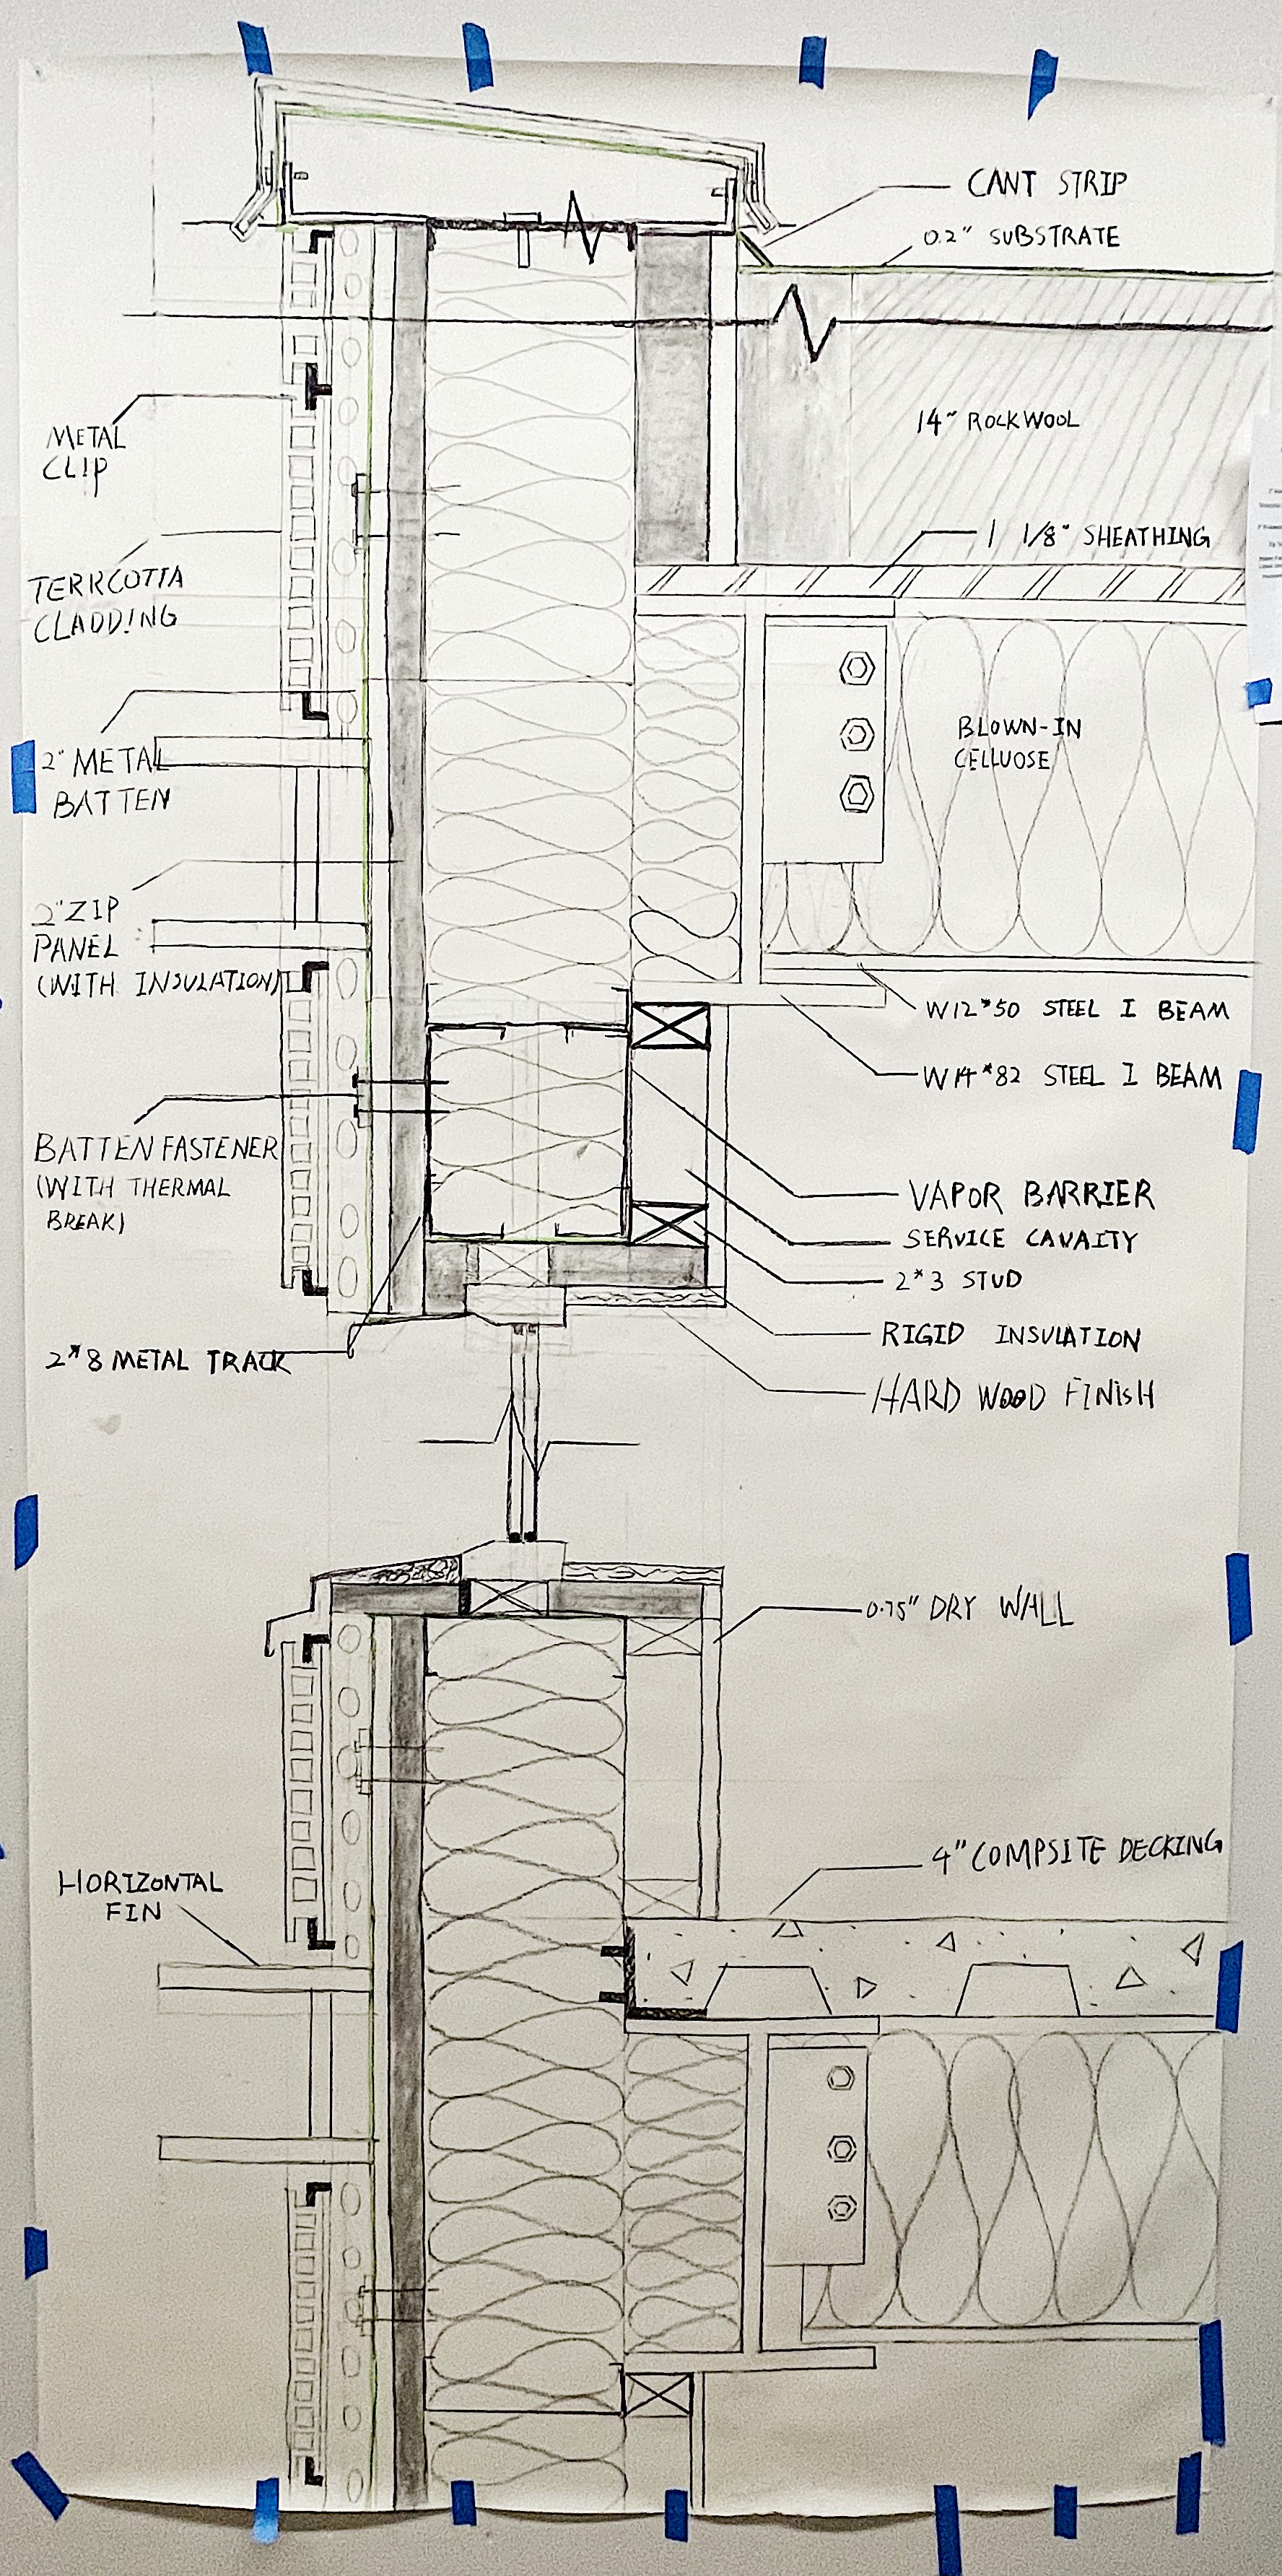 CANT STRIP
0.2" SUBSTRATE
METAL
CLIP
14" ROCKWOOL
1 1/8" SHEATHING
TERRCOTTA
CLADDING
BLOWN-IN
CELLUOSE
2" METAL
BATTEN
2" ZIP
PANEL
(WITH INSULATION)
W12*50 STEEL I BEAM
W14*82 STEEL I BEAM
BATTEN FASTENER
(WITH THERMAL
BREAK)
VAPOR BARRIER
SERVICE CAVAITY
2*3 STUD
RIGID INSULATION
2*8 METAL TRACK
HARD WOOD FINISH
0.75" DRY WALL
4" COMPSITE DECKING
HORIZONTAL
FIN